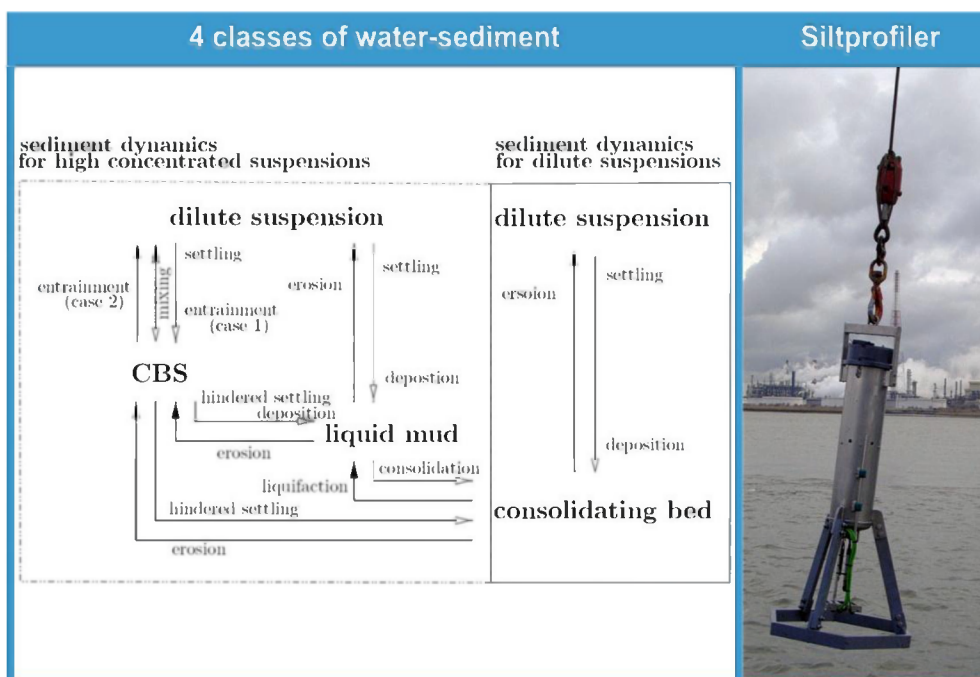 4 classes of water-sediment
Siltprofiler
sediment dynamics
for high concentrated suspensions
sediment dynamics
for dilute suspensions
dilute suspension
dilute suspension
settling
settling
settling
entrainment
(case 2)
mixing
erosion
ersoion
entrainment
(case 1)
CBS
depostion
hindered settling
deposition
liquid mud
erosion
deposition
consolidation
liquifaction
hindered settling
consolidating bed
erosion